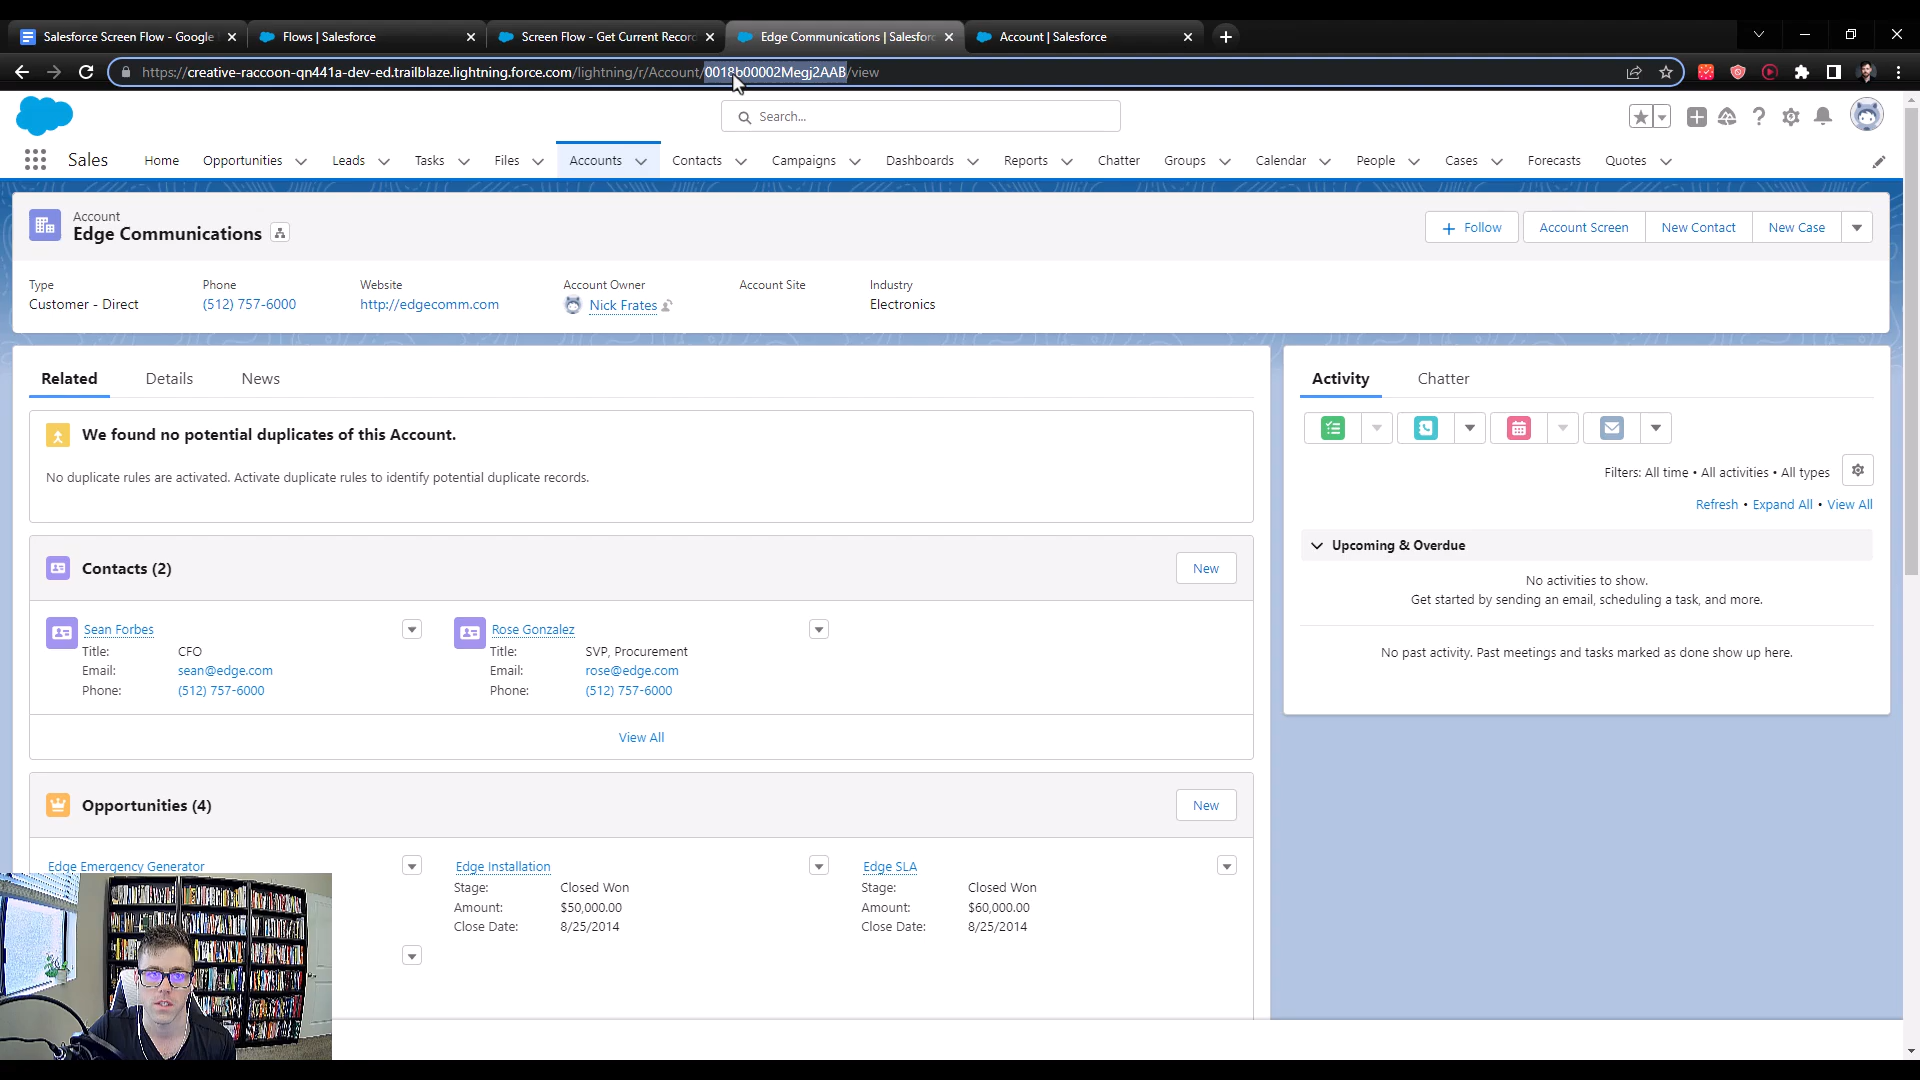 Salesforce Screen Flow - Google
Flows | Salesforce
Screen Flow - Get Current Record
Edge Communications | Salesforc
Account | Salesforce
https://creative-raccoon-qn441a-dev-ed.trailblaze.lightning.force.com/lightning/r/Account/0018b00002Megj2AAB/view
Search...
Sales
Home
Opportunities
Leads
Tasks
Files
Accounts
Contacts
Campaigns
Dashboards
Reports
Chatter
Groups
Calendar
People
Cases
Forecasts
Quotes
Account
Edge Communications
Follow
Account Screen
New Contact
New Case
Type
Customer - Direct
Phone
(512) 757-6000
Website
http://edgecomm.com
Account Owner
Nick Frates
Account Site
Industry
Electronics
Related
Details
News
We found no potential duplicates of this Account.
No duplicate rules are activated. Activate duplicate rules to identify potential duplicate records.
Contacts (2)
New
Sean Forbes
Title: CFO
Email: sean@edge.com
Phone: (512) 757-6000
Rose Gonzalez
Title: SVP, Procurement
Email: rose@edge.com
Phone: (512) 757-6000
View All
Opportunities (4)
New
Edge Emergency Generator
Edge Installation
Stage: Closed Won
Amount: $50,000.00
Close Date: 8/25/2014
Edge SLA
Stage: Closed Won
Amount: $60,000.00
Close Date: 8/25/2014
Activity
Chatter
Filters: All time • All activities • All types
Refresh • Expand All • View All
Upcoming & Overdue
No activities to show.
Get started by sending an email, scheduling a task, and more.
No past activity. Past meetings and tasks marked as done show up here.